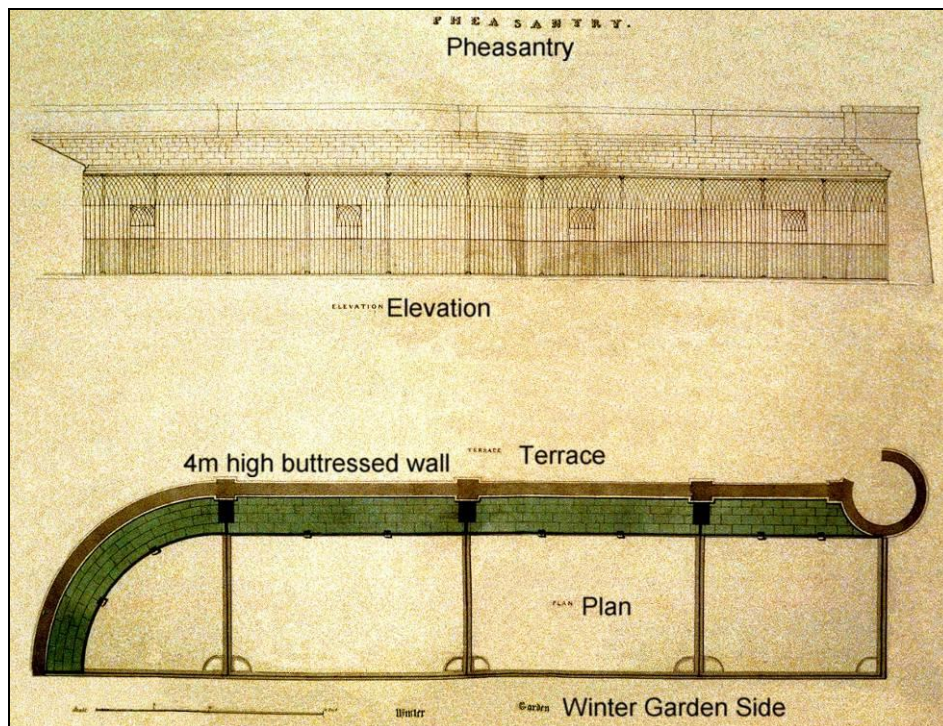 PHEASANTRY.
Pheasantry
ELEVATION Elevation
TERRACE Terrace
4m high buttressed wall
PLAN Plan
Winter Garden Winter Garden Side